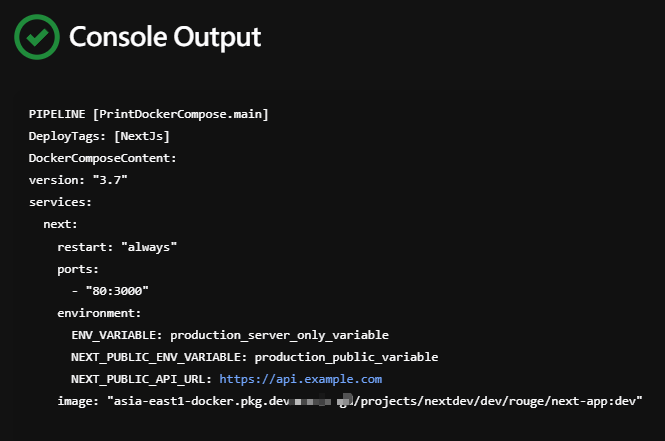 Console Output
PIPELINE [PrintDockerCompose.main]
DeployTags: [NextJs]
DockerComposeContent:
version: "3.7"
services:
next:
restart: "always"
ports:
- "80:3000"
environment:
ENV_VARIABLE: production_server_only_variable
NEXT_PUBLIC_ENV_VARIABLE: production_public_variable
NEXT_PUBLIC_API_URL: https://api.example.com
image: "asia-east1-docker.pkg.dev /projects/nextdev/dev/rouge/next-app:dev"